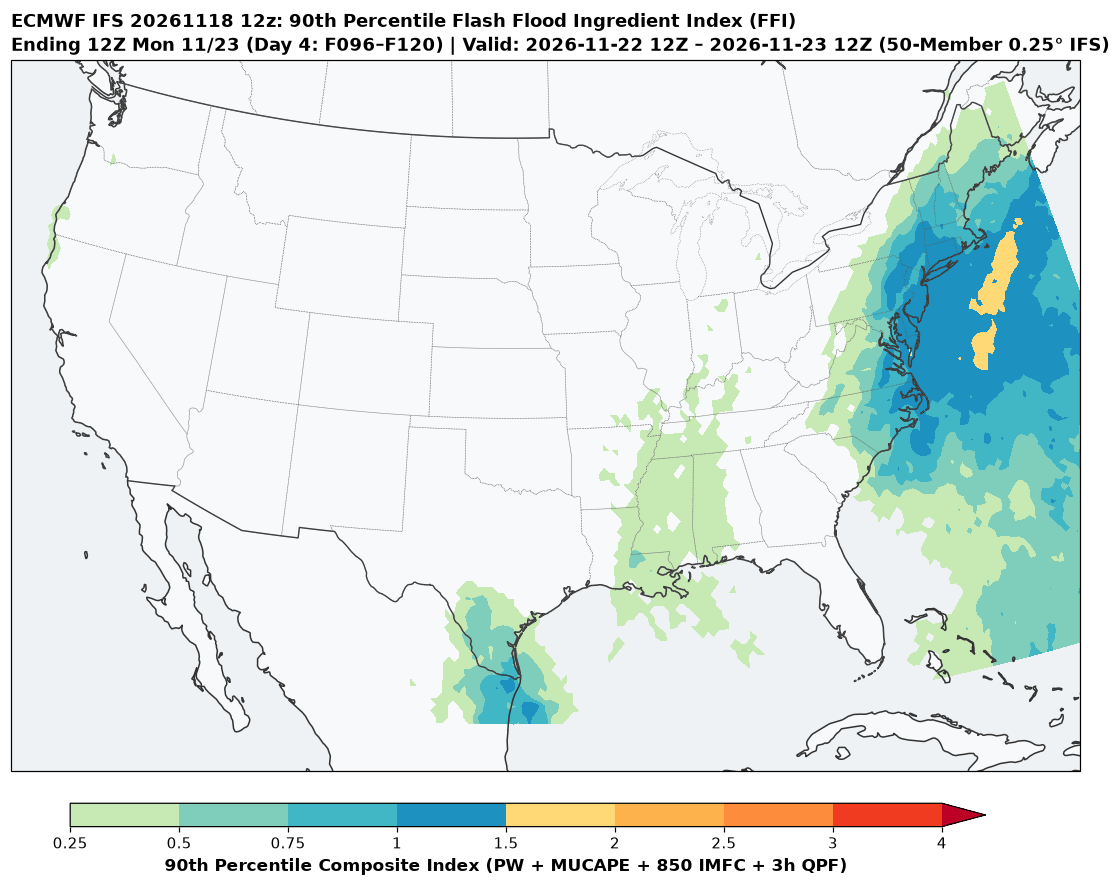 ECMWF IFS 20261118 12z: 90th Percentile Flash Flood Ingredient Index (FFI)
Ending 12Z Mon 11/23 (Day 4: F096–F120) | Valid: 2026-11-22 12Z – 2026-11-23 12Z (50-Member 0.25° IFS)
0.25 0.5 0.75 1 1.5 2 2.5 3 4
90th Percentile Composite Index (PW + MUCAPE + 850 IMFC + 3h QPF)